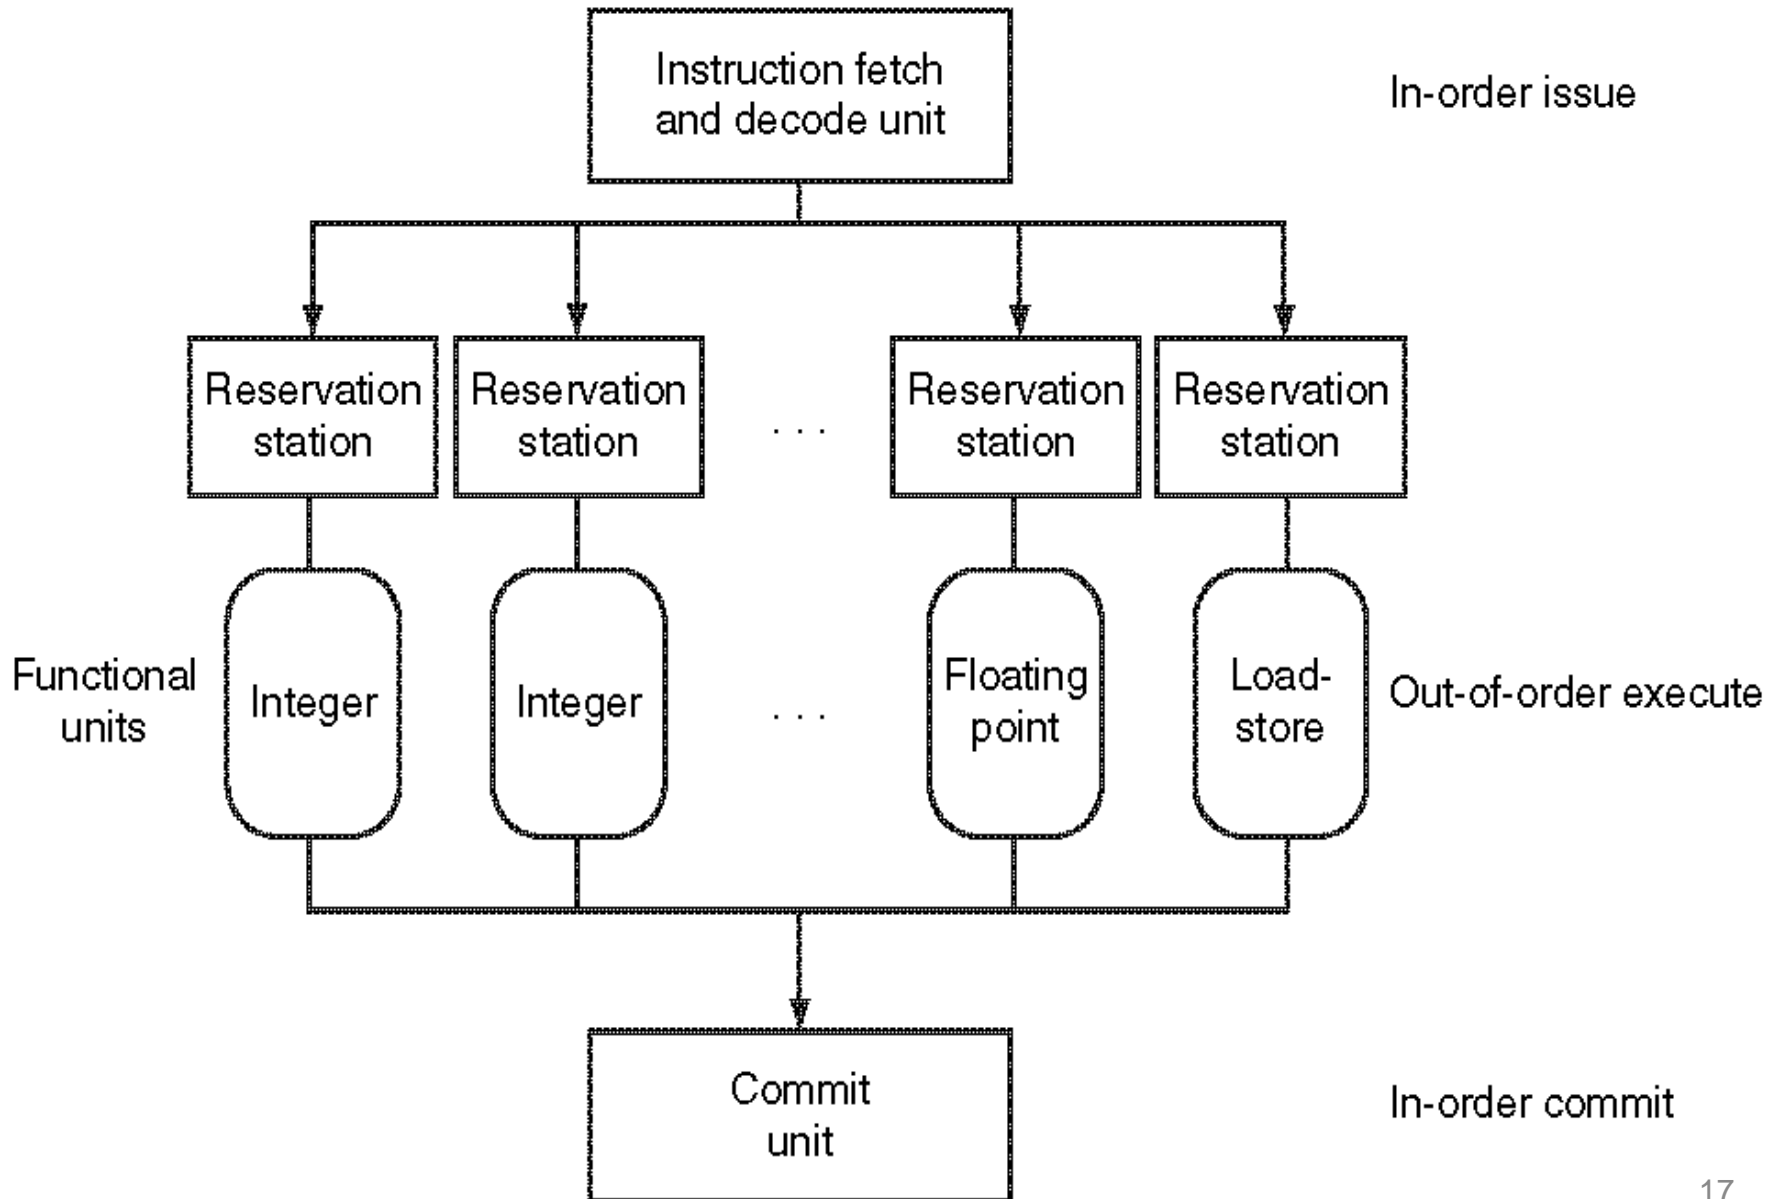 Instruction fetch
and decode unit
In-order issue
Reservation
station
Reservation
station
. . .
Reservation
station
Reservation
station
Functional
units
Integer
Integer
. . .
Floating
point
Load-
store
Out-of-order execute
Commit
unit
In-order commit
17